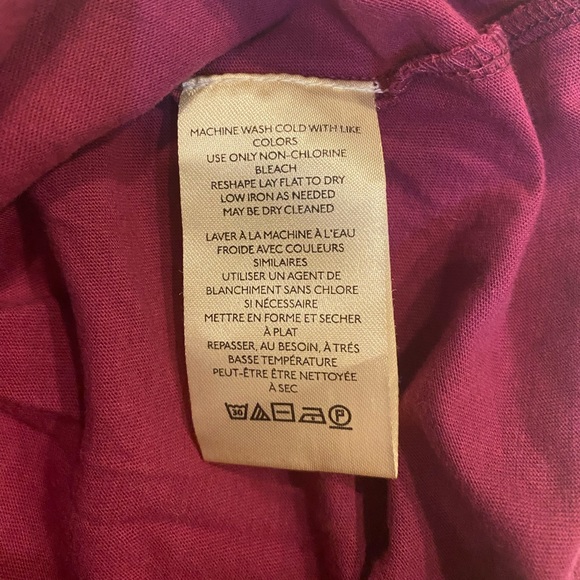 MACHINE WASH COLD WITH LIKE
COLORS
USE ONLY NON-CHLORINE
BLEACH
RESHAPE LAY FLAT TO DRY
LOW IRON AS NEEDED
MAY BE DRY CLEANED
LAVER À LA MACHINE À L'EAU
FROIDE AVEC COULEURS
SIMILAIRES
UTILISER UN AGENT DE
BLANCHIMENT SANS CHLORE
SI NÉCESSAIRE
METTRE EN FORME ET SECHER
À PLAT
REPASSER, AU BESOIN, À TRÉS
BASSE TEMPÉRATURE
PEUT-ÊTRE ÊTRE NETTOYÉE
À SEC
30 P